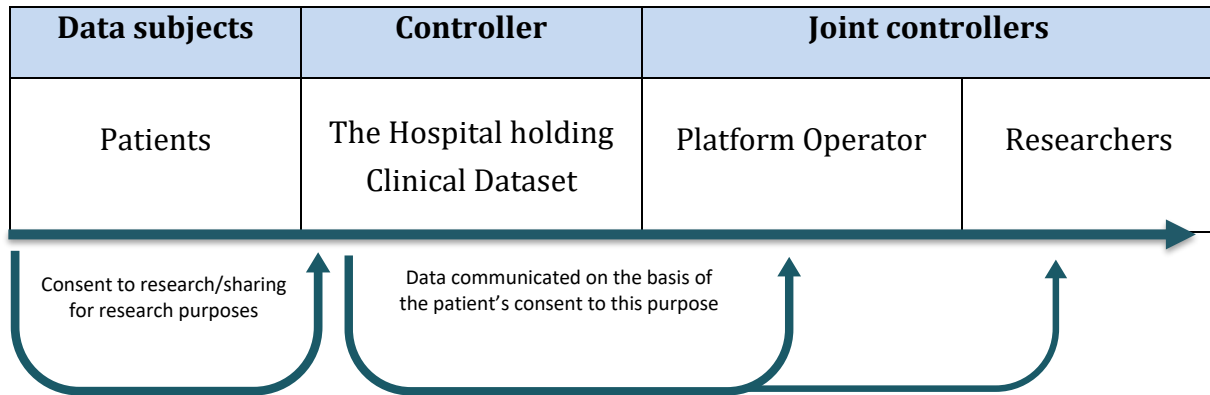 Data subjects
Controller
Joint controllers
Patients
The Hospital holding
Clinical Dataset
Platform Operator
Researchers
Consent to research/sharing
for research purposes
Data communicated on the basis of
the patient’s consent to this purpose